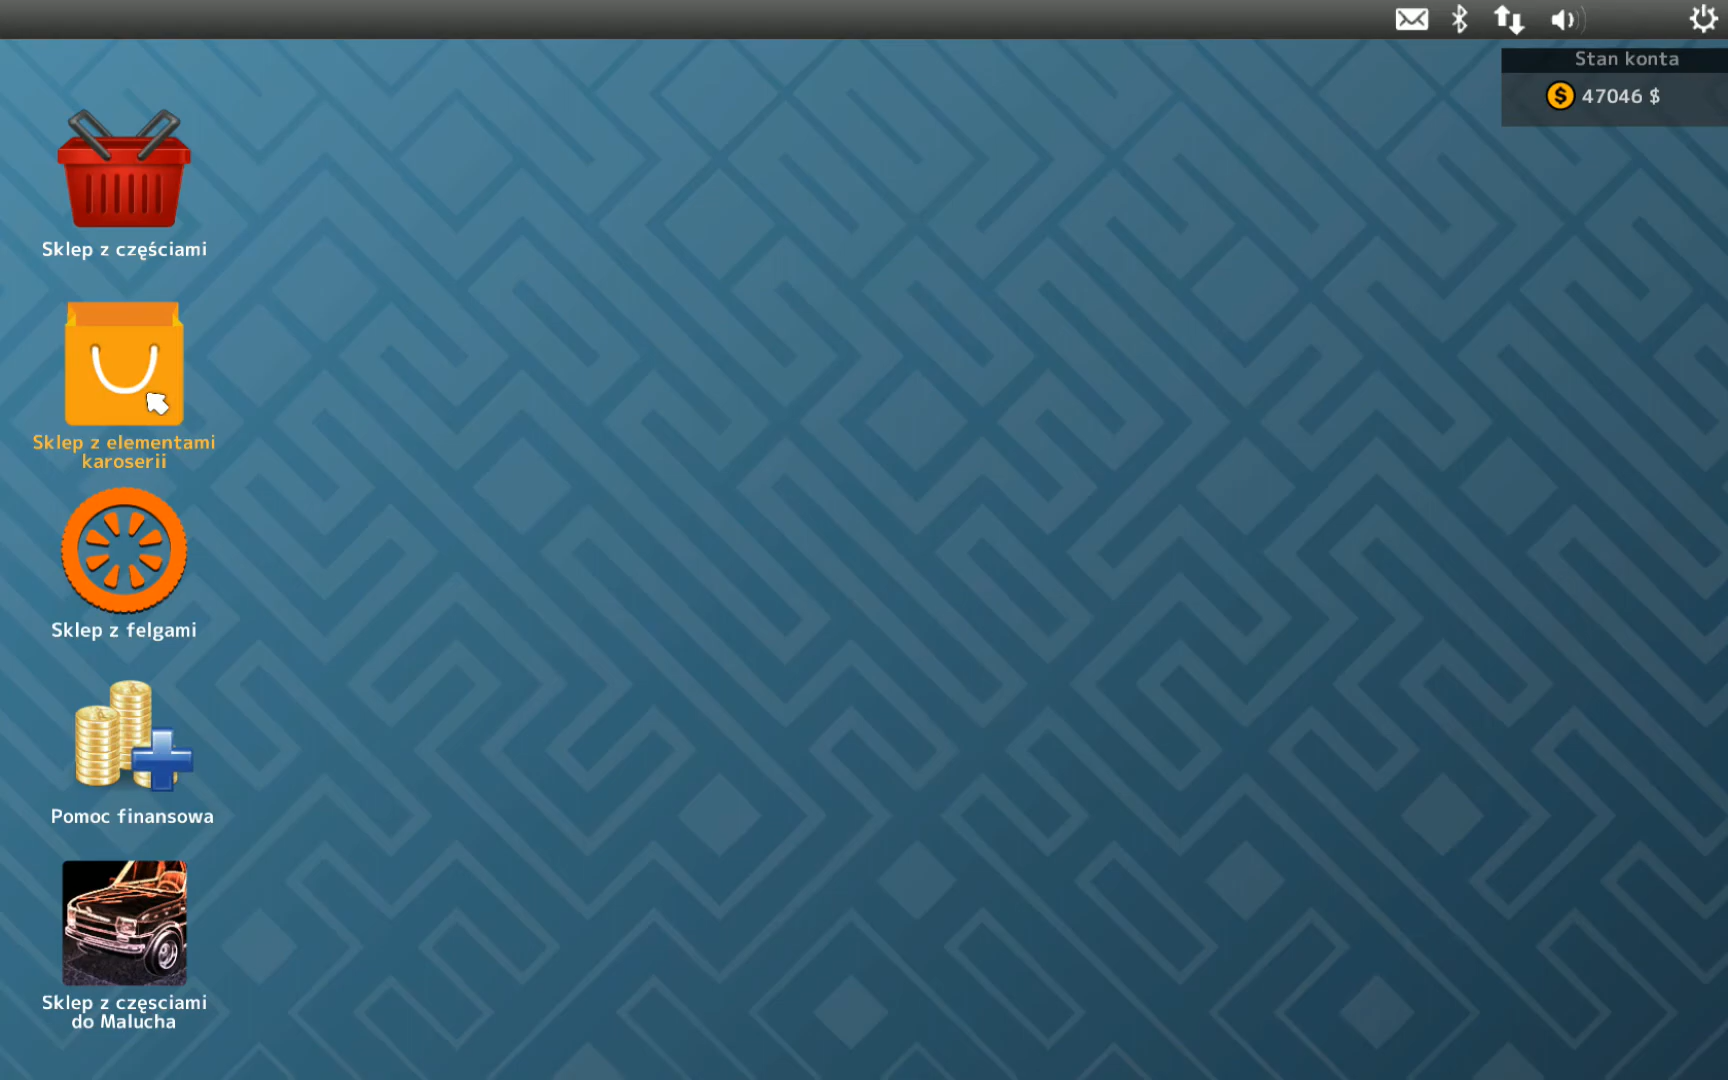 Stan konta
47046 $
Sklep z częściami
Sklep z elementami
karoserii
Sklep z felgami
Pomoc finansowa
Sklep z częsciami
do Malucha